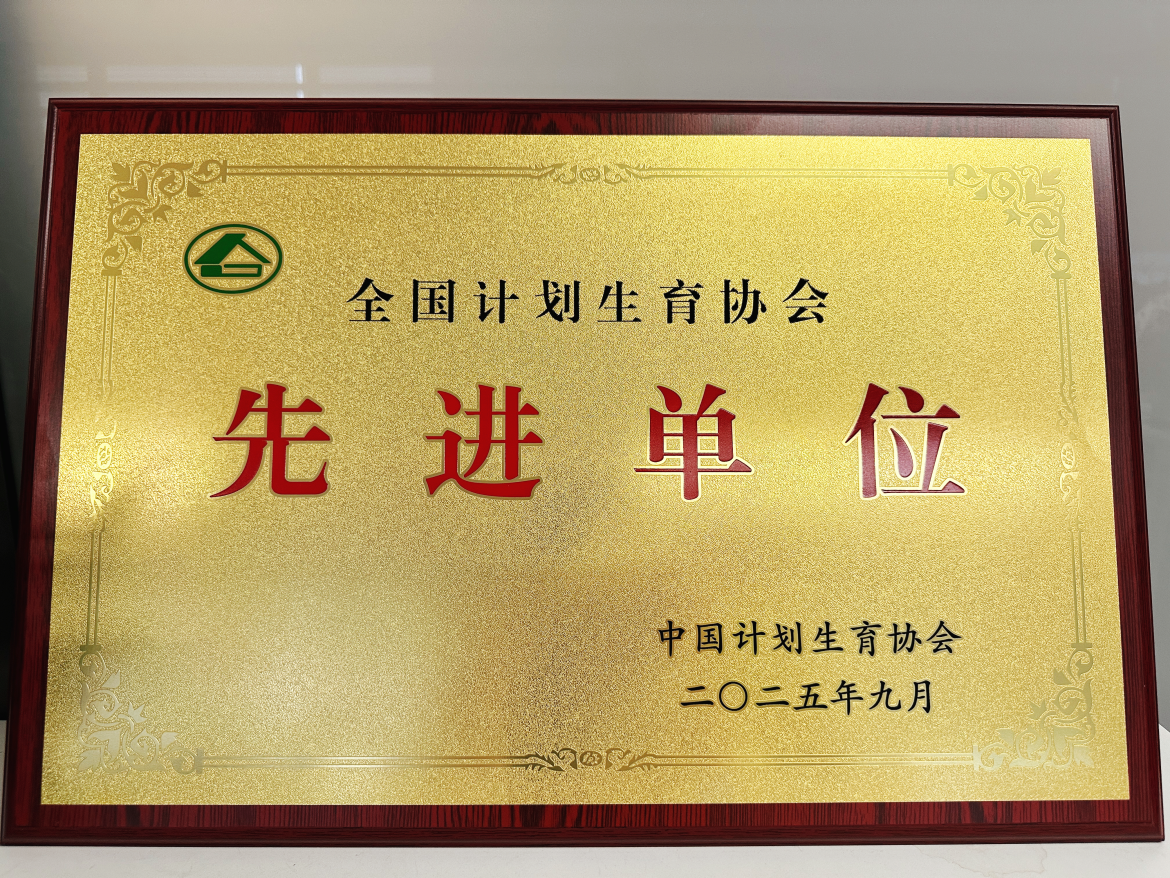 全国计划生育协会
先进单位
中国计划生育协会
二〇二五年九月